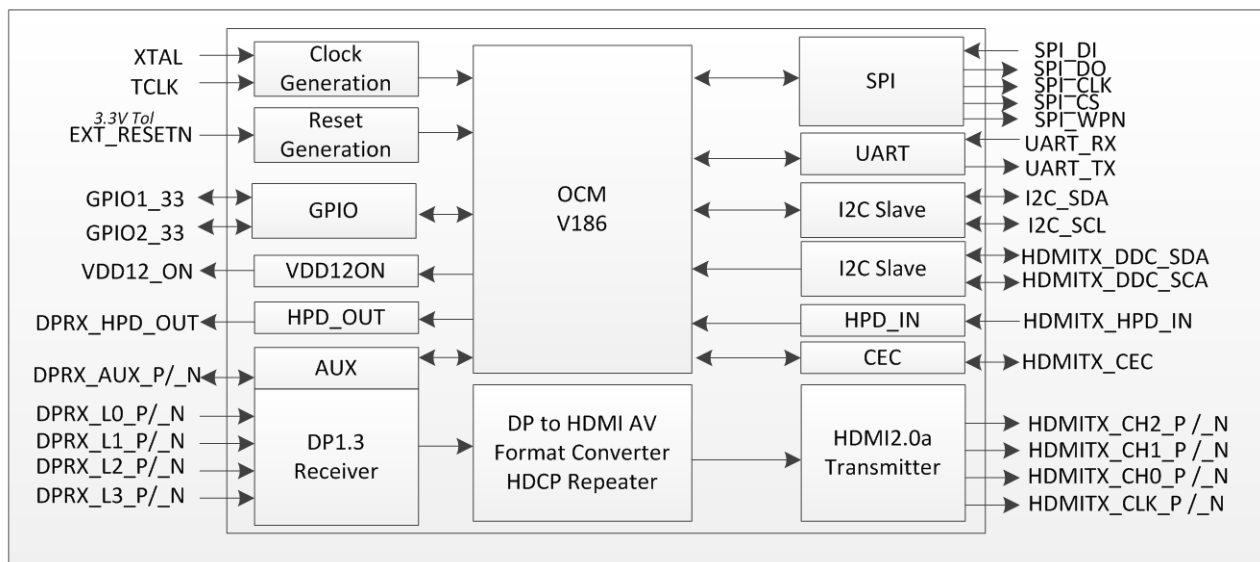 XTAL
TCLK
3.3V Tol
EXT_RESETN
GPIO1_33
GPIO2_33
VDD12_ON
DPRX_HPD_OUT
DPRX_AUX_P/_N
DPRX_L0_P/_N
DPRX_L1_P/_N
DPRX_L2_P/_N
DPRX_L3_P/_N
Clock
Generation
Reset
Generation
GPIO
VDD12ON
HPD_OUT
AUX
DP1.3
Receiver
OCM
V186
DP to HDMI AV
Format Converter
HDCP Repeater
SPI
UART
I2C Slave
I2C Slave
HPD_IN
CEC
HDMI2.0a
Transmitter
SPI_DI
SPI_DO
SPI_CLK
SPI_CS
SPI_WPN
UART_RX
UART_TX
I2C_SDA
I2C_SCL
HDMITX_DDC_SDA
HDMITX_DDC_SCA
HDMITX_HPD_IN
HDMITX_CEC
HDMITX_CH2_P /_N
HDMITX_CH1_P /_N
HDMITX_CH0_P /_N
HDMITX_CLK_P /_N